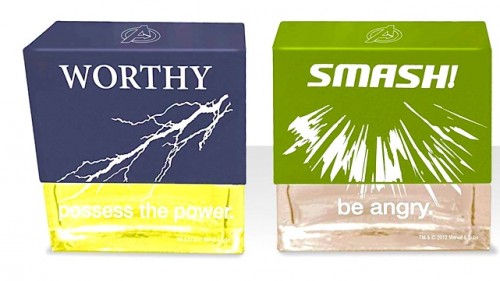 WORTHY
possess the power.
SMASH!
be angry.